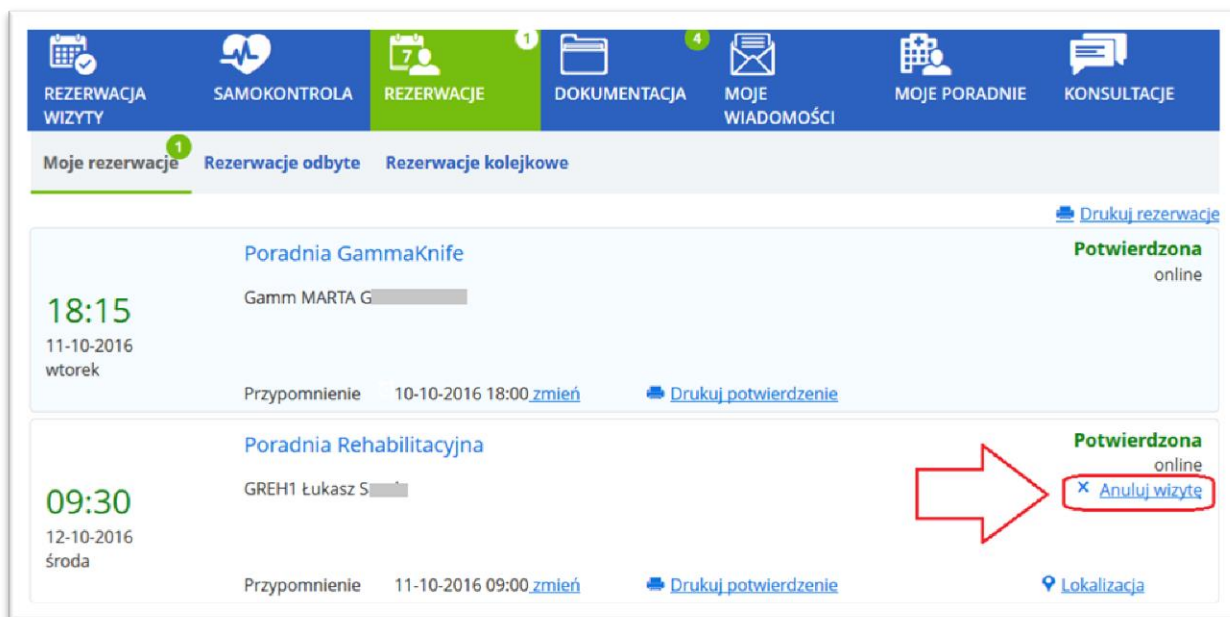 REZERWACJA WIZYTY
SAMOKONTROLA
7
REZERWACJE
1
DOKUMENTACJA
4
MOJE WIADOMOŚCI
MOJE PORADNIE
KONSULTACJE
Moje rezerwacje
1
Rezerwacje odbyte
Rezerwacje kolejkowe
Drukuj rezerwacje
Poradnia GammaKnife
Potwierdzona
online
Gamm MARTA G
18:15
11-10-2016
wtorek
Przypomnienie 10-10-2016 18:00 zmień Drukuj potwierdzenie
Poradnia Rehabilitacyjna
Potwierdzona
online
GREH1 Łukasz S
Anuluj wizytę
09:30
12-10-2016
środa
Przypomnienie 11-10-2016 09:00 zmień Drukuj potwierdzenie Lokalizacja